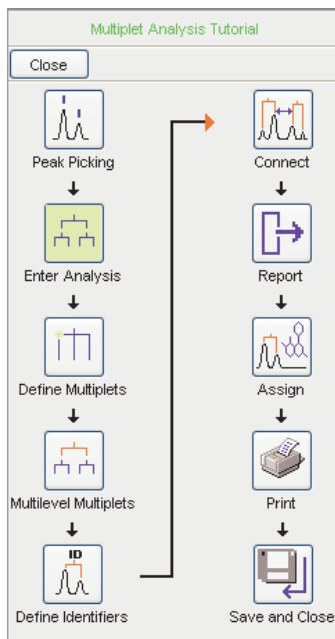 Multiplet Analysis Tutorial
Close
Peak Picking
Enter Analysis
Define Multiplets
Multilevel Multiplets
ID
Define Identifiers
Connect
Report
Assign
Print
Save and Close